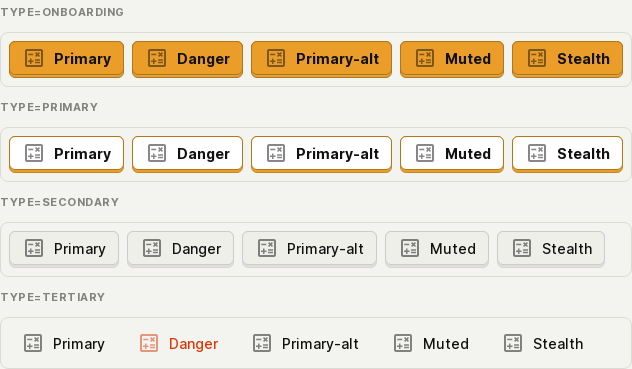 TYPE=ONBOARDING
Primary Danger Primary-alt Muted Stealth
TYPE=PRIMARY
Primary Danger Primary-alt Muted Stealth
TYPE=SECONDARY
Primary Danger Primary-alt Muted Stealth
TYPE=TERTIARY
Primary Danger Primary-alt Muted Stealth